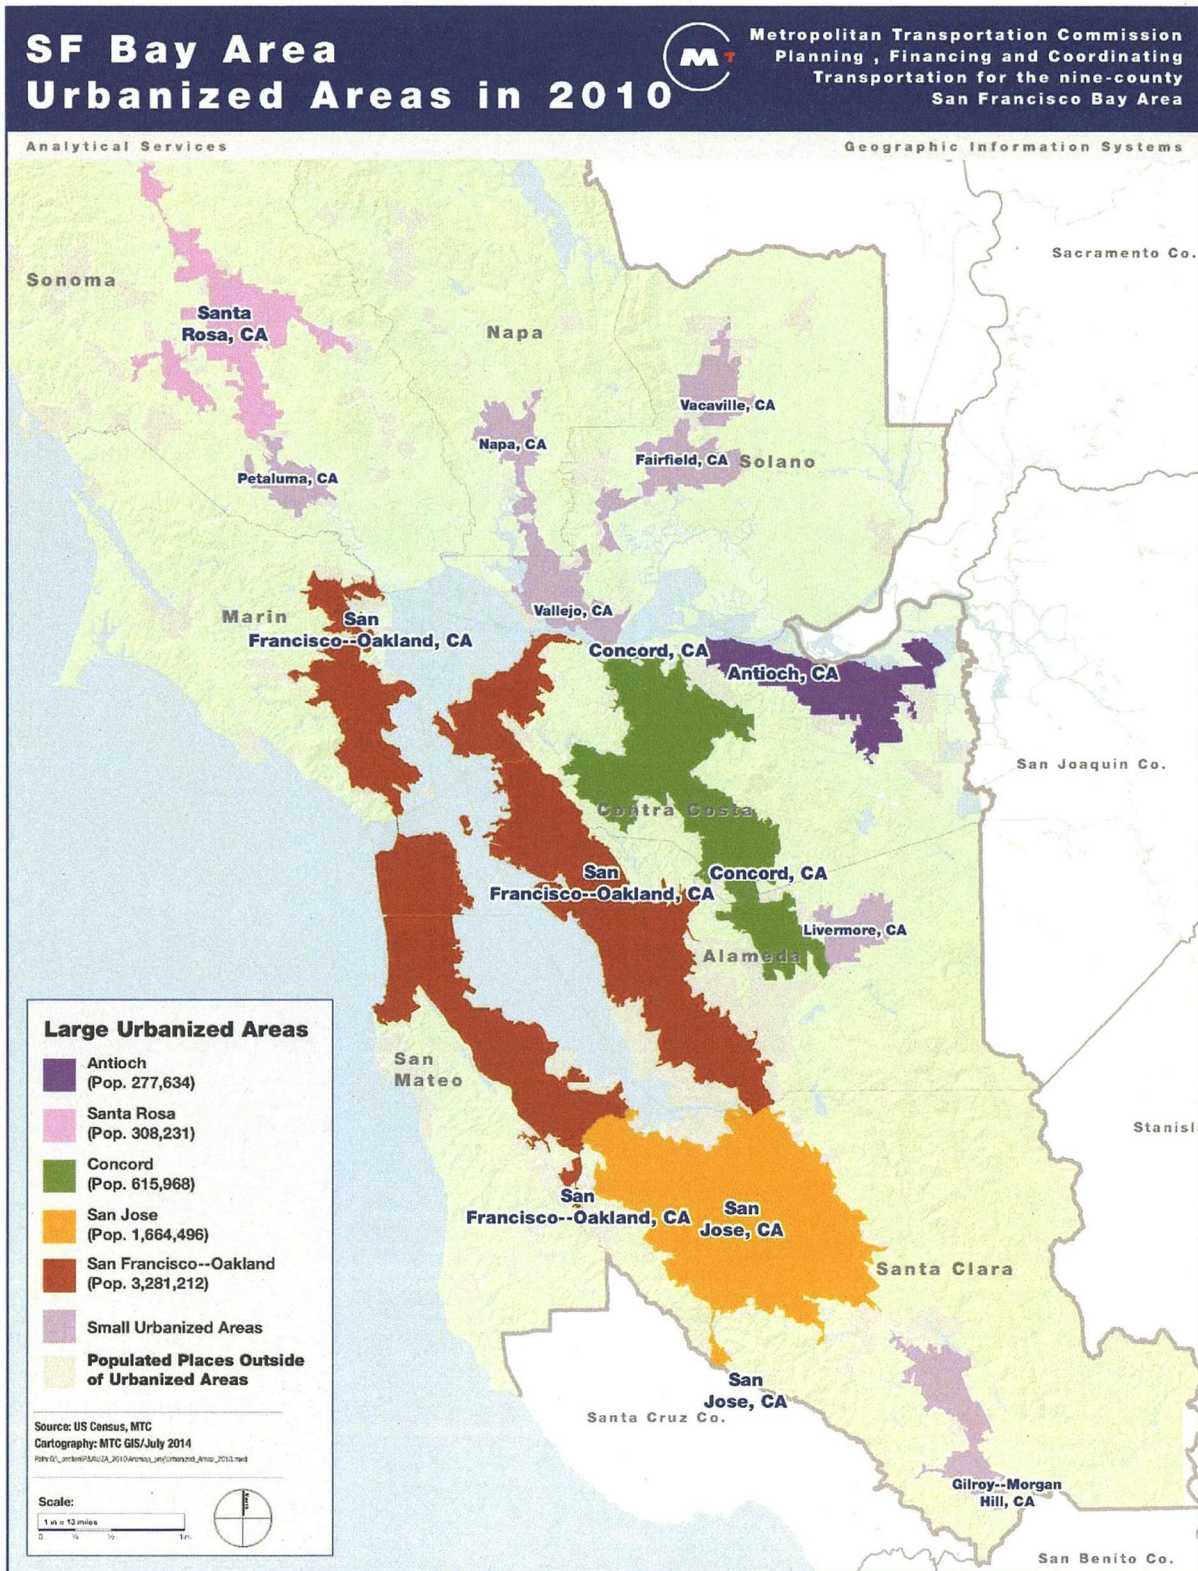 SF Bay Area
Urbanized Areas in 2010
MT
Metropolitan Transportation Commission
Planning , Financing and Coordinating
Transportation for the nine-county
San Francisco Bay Area
Analytical Services
Geographic Information Systems
Sacramento Co.
Sonoma
Santa
Rosa, CA
Napa
Vacaville, CA
Napa, CA
Fairfield, CA
Solano
Petaluma, CA
Marin
San
Francisco--Oakland, CA
Vallejo, CA
Concord, CA
Antioch, CA
San Joaquin Co.
Contra Costa
San
Francisco--Oakland, CA
Concord, CA
Livermore, CA
Alameda
San
Mateo
Stanisl
San
Francisco--Oakland, CA
San
Jose, CA
Santa Clara
San
Jose, CA
Santa Cruz Co.
Gilroy--Morgan
Hill, CA
San Benito Co.
Large Urbanized Areas
Antioch
(Pop. 277,634)
Santa Rosa
(Pop. 308,231)
Concord
(Pop. 615,968)
San Jose
(Pop. 1,664,496)
San Francisco--Oakland
(Pop. 3,281,212)
Small Urbanized Areas
Populated Places Outside
of Urbanized Areas
Source: US Census, MTC
Cartography: MTC GIS/July 2014
Scale:
1 in = 13 miles
0 ¼ ½ 1in.
North